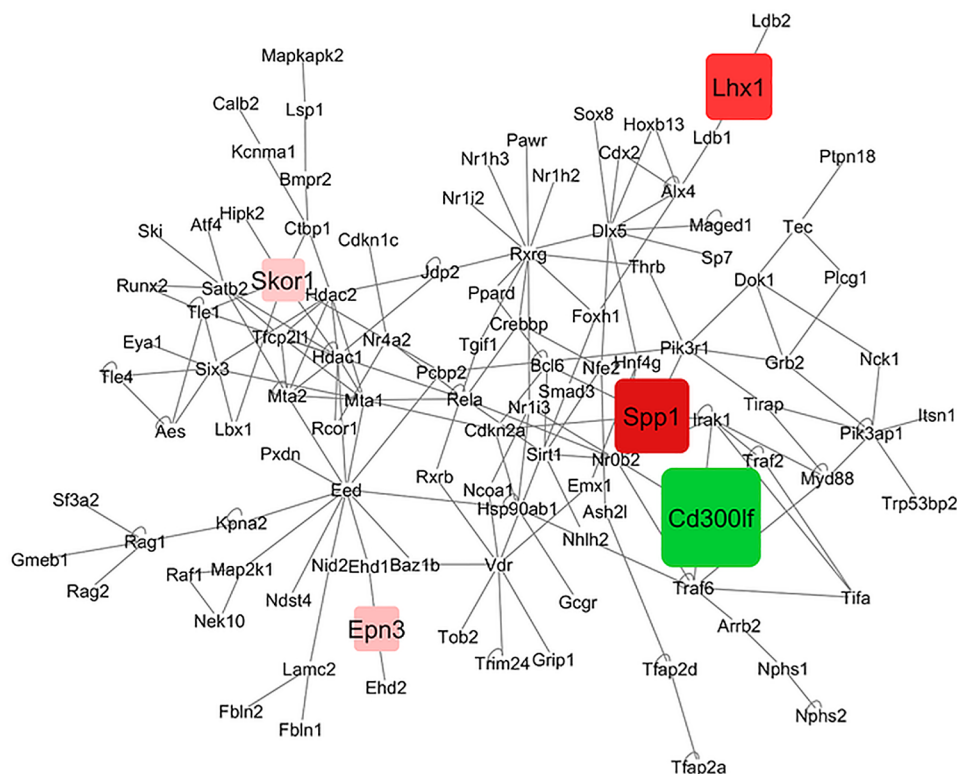 Ldb2
Mapkapk2
Lhx1
Calb2
Lsp1
Sox8
Hoxb13
Pawr
Ldb1
Kcnma1
Nr1h3
Cdx2
Ptpn18
Bmpr2
Nr1h2
Alx4
Nr1i2
Hipk2
Atf4
Ski
Ctbp1
Cdkn1c
Dlx5
Maged1
Tec
Rxrg
Sp7
Thrb
Jdp2
Skor1
Dok1
Plcg1
Runx2
Satb2
Hdac2
Ppard
Tle1
Crebbp
Foxh1
Eya1
Tfcp2l1
Nr4a2
Tgif1
Hdac1
Pik3r1
Grb2
Nck1
Tle4
Six3
Pcbp2
Bcl6
Nfe2
Hnf4g
Mta2
Mta1
Rela
Smad3
Nr1i3
Spp1
Tirap
Irak1
Itsn1
Aes
Lbx1
Rcor1
Cdkn2a
Pik3ap1
Pxdn
Sirt1
Nr0b2
Traf2
Myd88
Rxrb
Eed
Ncoa1
Emx1
Sf3a2
Hsp90ab1
Ash2l
Cd300lf
Trp53bp2
Kpna2
Rag1
Nhlh2
Gmeb1
Raf1
Map2k1
Nid2
Ehd1
Baz1b
Vdr
Rag2
Ndst4
Gcgr
Traf6
Tifa
Nek10
Epn3
Tob2
Arrb2
Trim24
Grip1
Lamc2
Tfap2d
Nphs1
Ehd2
Fbln2
Nphs2
Fbln1
Tfap2a